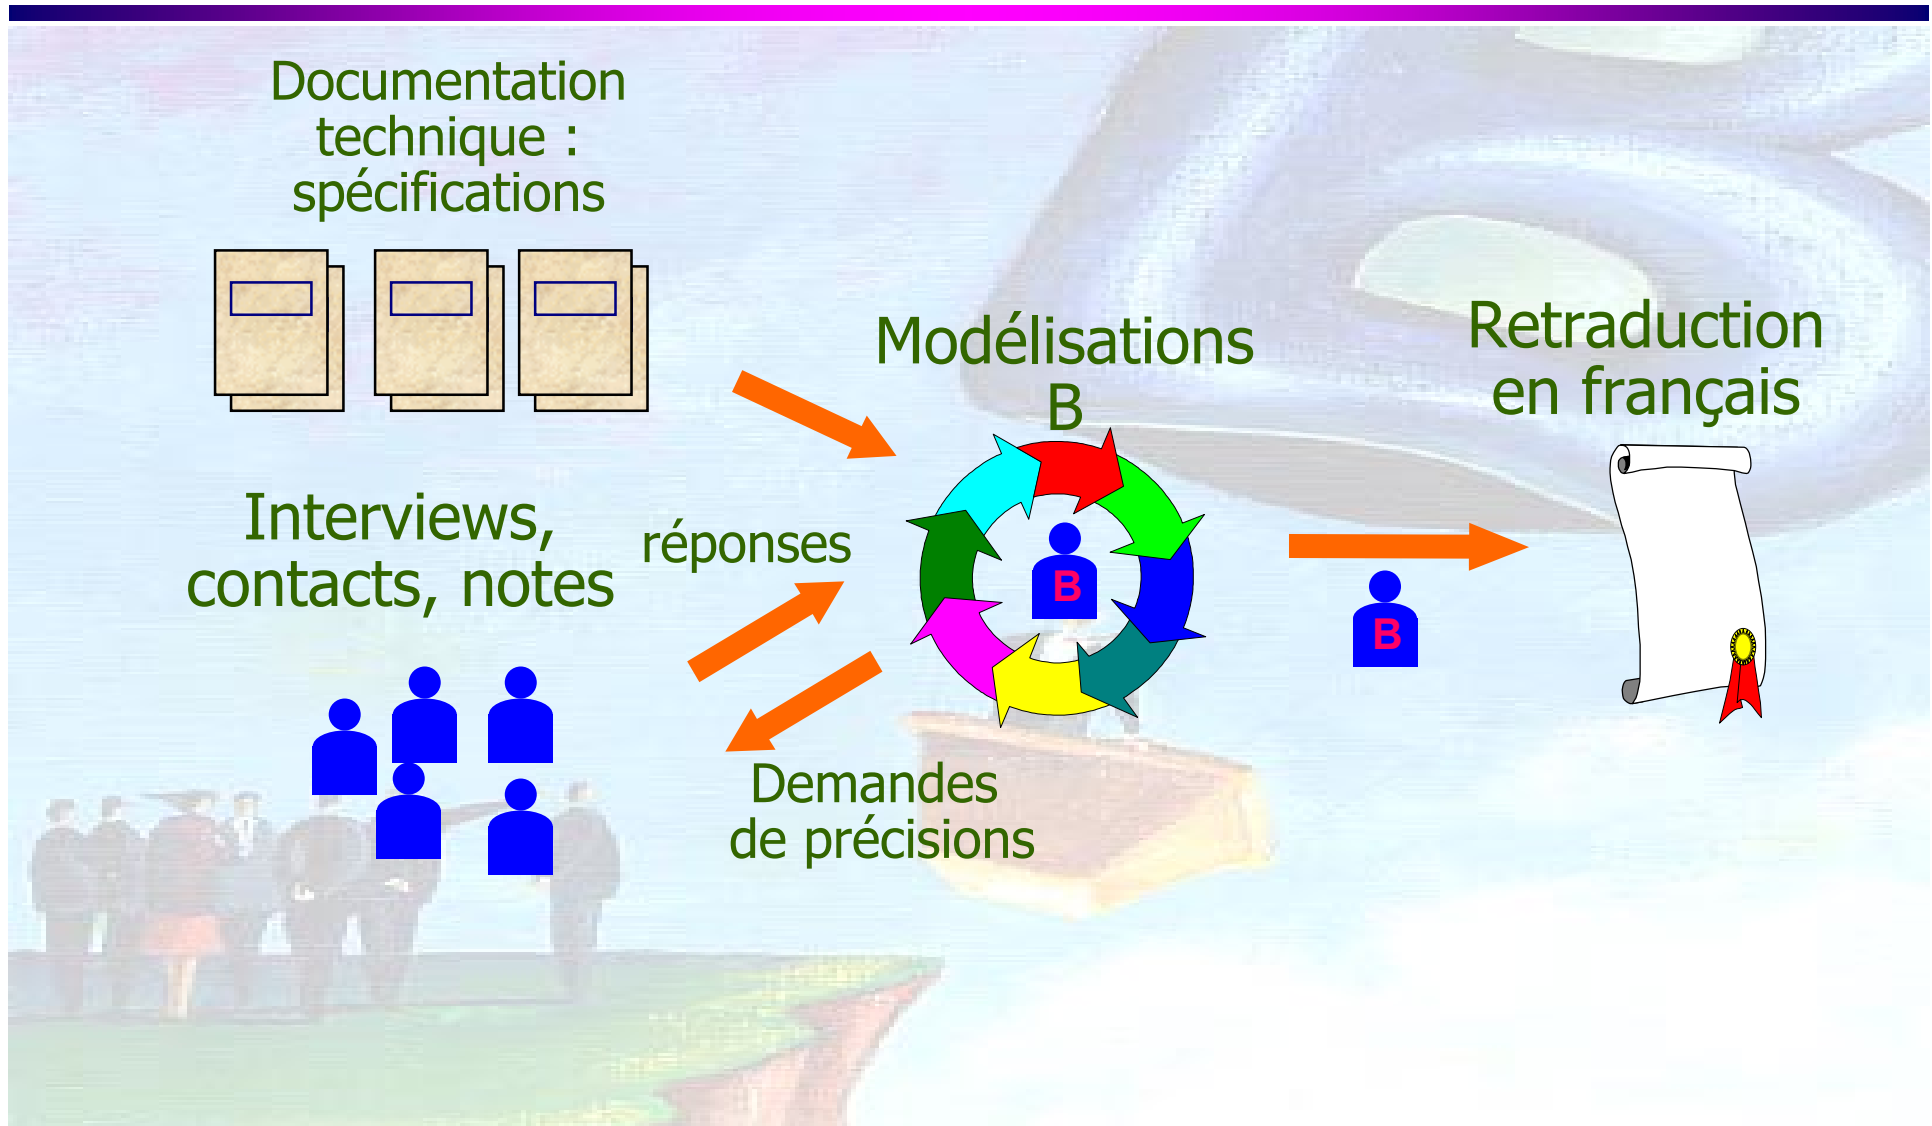 Documentation
technique :
spécifications
Modélisations
B
Retraduction
en français
Interviews,
contacts, notes
réponses
B
B
Demandes
de précisions